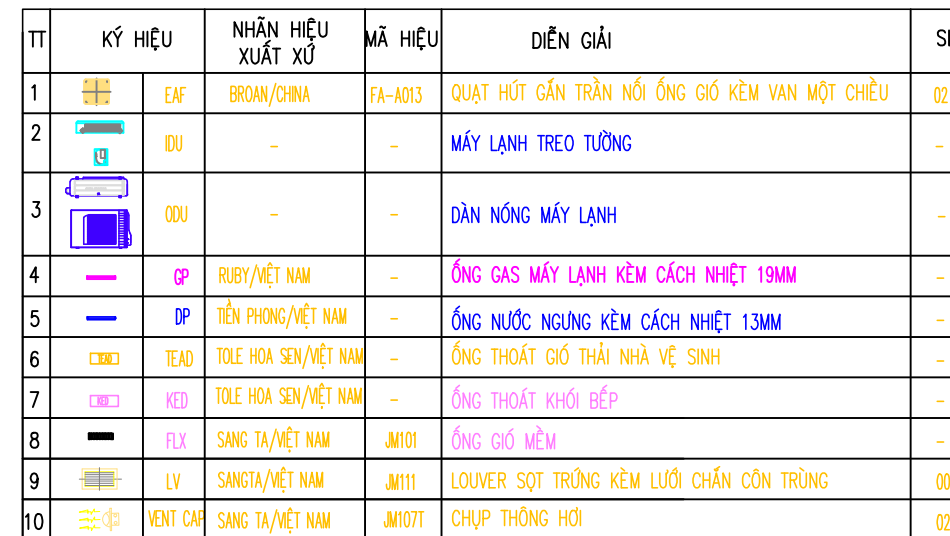 TT KÝ HIỆU NHÃN HIỆU XUẤT XỨ MÃ HIỆU DIỄN GIẢI
1 EAF BROAN/CHINA FA-A013 QUẠT HÚT GẮN TRẦN NỐI ỐNG GIÓ KÈM VAN MỘT CHIỀU 02
2 IDU - - MÁY LẠNH TREO TƯỜNG -
3 ODU - - DÀN NÓNG MÁY LẠNH -
4 GP RUBY/VIỆT NAM - ỐNG GAS MÁY LẠNH KÈM CÁCH NHIỆT 19MM -
5 DP TIỀN PHONG/VIỆT NAM - ỐNG NƯỚC NGƯNG KÈM CÁCH NHIỆT 13MM -
6 TEAD TEAD TOLE HOA SEN/VIỆT NAM - ỐNG THOÁT GIÓ THẢI NHÀ VỆ SINH -
7 KED KED TOLE HOA SEN/VIỆT NAM - ỐNG THOÁT KHÓI BẾP -
8 FLX SANG TA/VIỆT NAM JM101 ỐNG GIÓ MỀM -
9 LV SANGTA/VIỆT NAM JM111 LOUVER SỌT TRỨNG KÈM LƯỚI CHẮN CÔN TRÙNG 00
10 VENT CAP SANG TA/VIỆT NAM JM107T CHỤP THÔNG HƠI 02